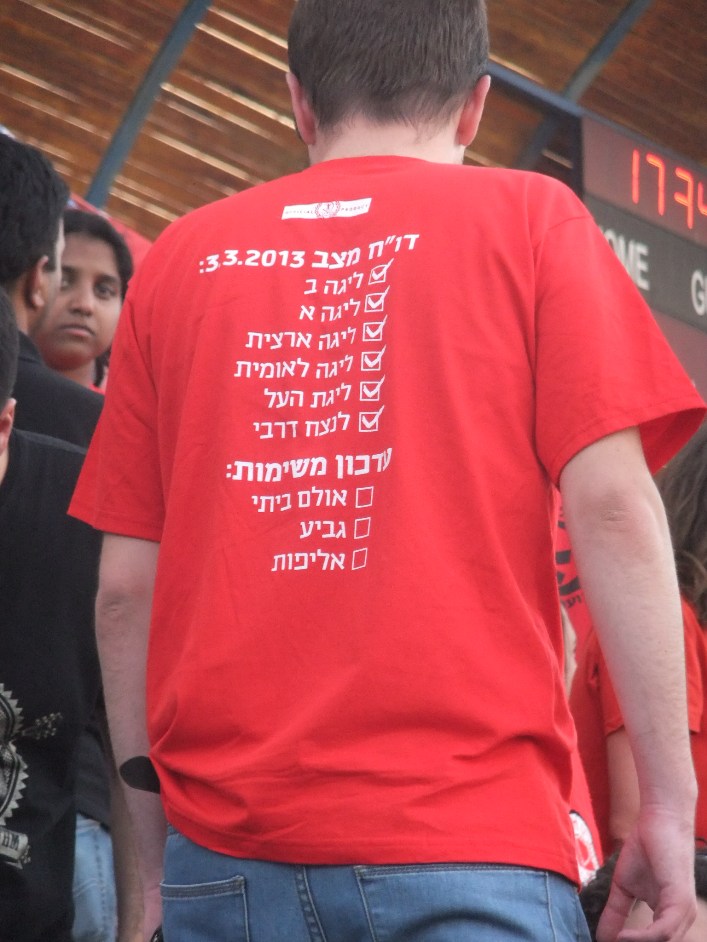 דו"ח מצב 3.3.2013:
ליגה ב
ליגה א
ליגה ארצית
ליגה לאומית
ליגת העל
לנצח דרבי
עדכון משימות:
אולם ביתי
גביע
אליפות
OME
G